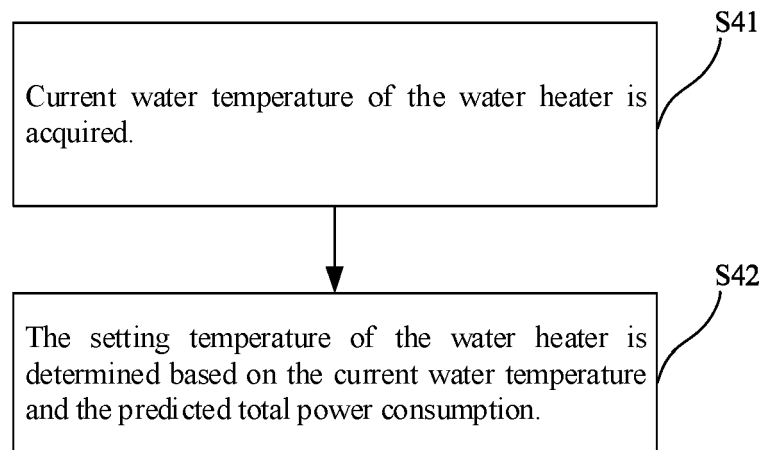 S41
Current water temperature of the water heater is
acquired.
S42
The setting temperature of the water heater is
determined based on the current water temperature
and the predicted total power consumption.